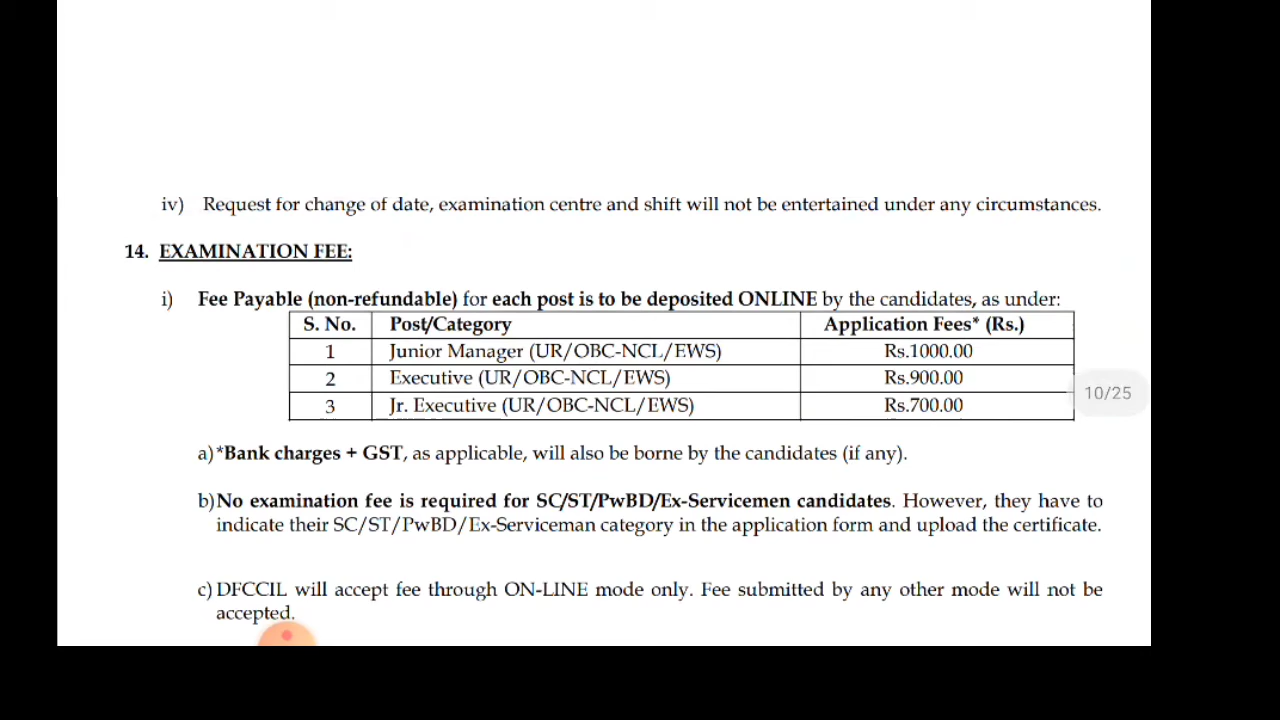 iv) Request for change of date, examination centre and shift will not be entertained under any circumstances.
14. EXAMINATION FEE:
i) Fee Payable (non-refundable) for each post is to be deposited ONLINE by the candidates, as under:
S. No. Post/Category Application Fees* (Rs.)
1 Junior Manager (UR/OBC-NCL/EWS) Rs.1000.00
2 Executive (UR/OBC-NCL/EWS) Rs.900.00
3 Jr. Executive (UR/OBC-NCL/EWS) Rs.700.00
10/25
a)*Bank charges + GST, as applicable, will also be borne by the candidates (if any).
b)No examination fee is required for SC/ST/PwBD/Ex-Servicemen candidates. However, they have to
indicate their SC/ST/PwBD/Ex-Serviceman category in the application form and upload the certificate.
c) DFCCIL will accept fee through ON-LINE mode only. Fee submitted by any other mode will not be
accepted.